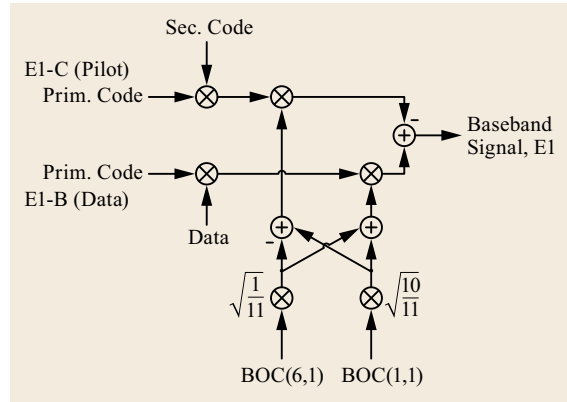 Sec. Code
E1-C (Pilot)
Prim. Code
-
Baseband
Signal, E1
Prim. Code
E1-B (Data)
Data
-
√1/11
√10/11
BOC(6,1)
BOC(1,1)